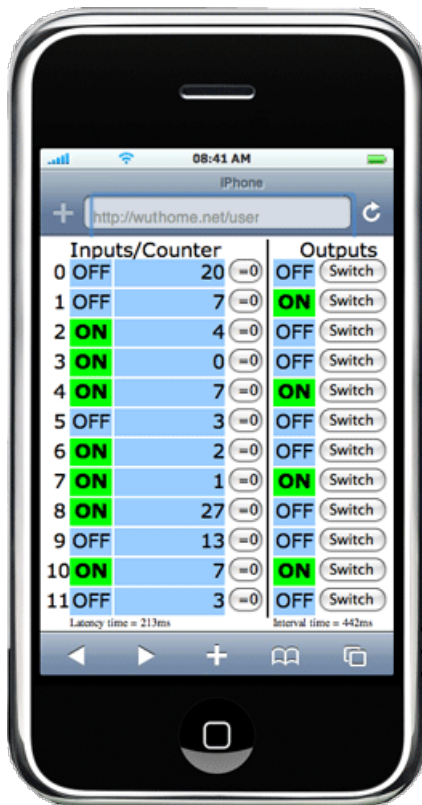 08:41 AM
iPhone
http://wuthome.net/user
Inputs/Counter Outputs
0 OFF 20 =0 OFF Switch
1 OFF 7 =0 ON Switch
2 ON 4 =0 OFF Switch
3 ON 0 =0 OFF Switch
4 ON 7 =0 ON Switch
5 OFF 3 =0 OFF Switch
6 ON 2 =0 OFF Switch
7 ON 1 =0 ON Switch
8 ON 27 =0 OFF Switch
9 OFF 13 =0 OFF Switch
10 ON 7 =0 ON Switch
11 OFF 3 =0 OFF Switch
Latency time = 213ms Interval time = 442ms